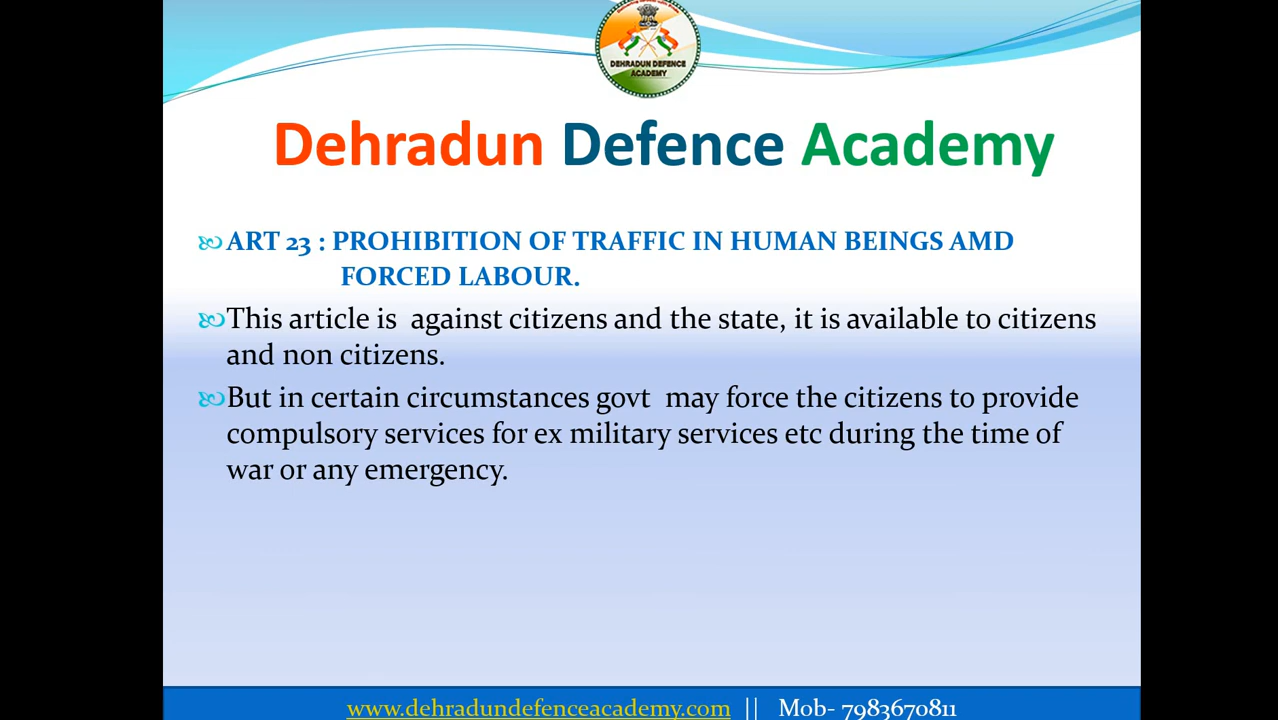 DEHRADUN DEFENCE
ACADEMY
Dehradun Defence Academy
ART 23 : PROHIBITION OF TRAFFIC IN HUMAN BEINGS AMD
FORCED LABOUR.
This article is against citizens and the state, it is available to citizens
and non citizens.
But in certain circumstances govt may force the citizens to provide
compulsory services for ex military services etc during the time of
war or any emergency.
www.dehradundefenceacademy.com || Mob- 7983670811